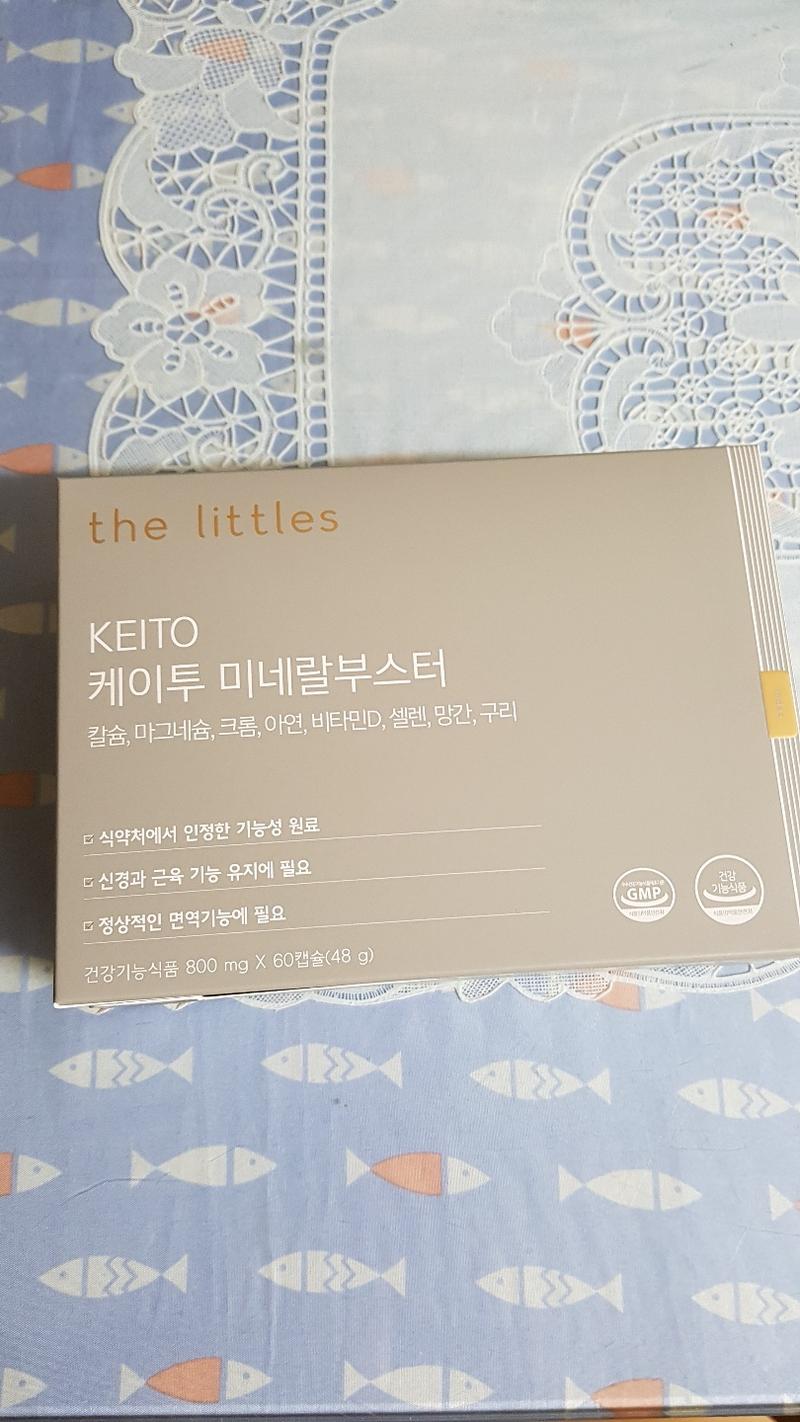 the littles
KEITO
케이투 미네랄부스터
칼슘, 마그네슘, 크롬, 아연, 비타민D, 셀렌, 망간, 구리
식약처에서 인정한 기능성 원료
신경과 근육 기능 유지에 필요
정상적인 면역기능에 필요
GMP
건강
기능식품
건강기능식품 800 mg X 60캡슐(48 g)